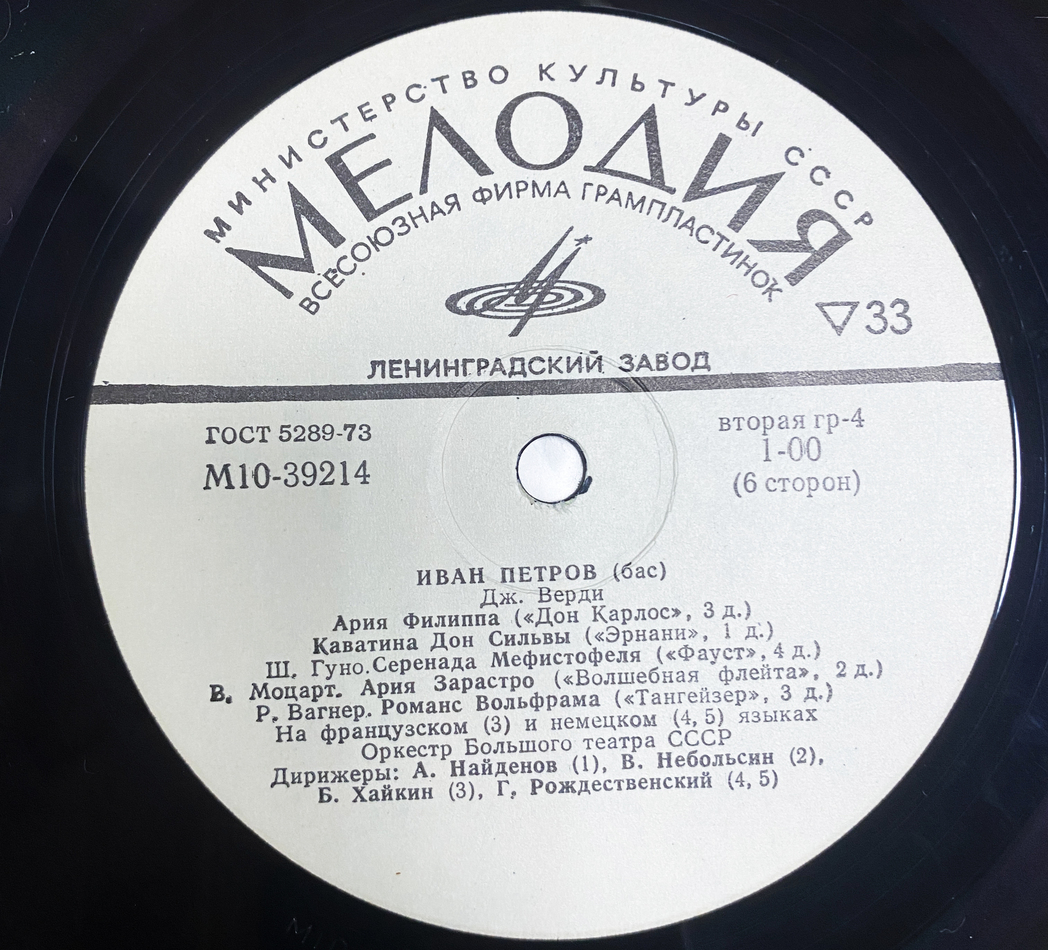 МИНИСТЕРСТВО КУЛЬТУРЫ СССР
МЕЛОДИЯ
ВСЕСОЮЗНАЯ ФИРМА ГРАМПЛАСТИНОК
33
ЛЕНИНГРАДСКИЙ ЗАВОД
ГОСТ 5289-73
М10-39214
вторая гр-4
1-00
(6 сторон)
ИВАН ПЕТРОВ (бас)
Дж. Верди
Ария Филиппа («Дон Карлос», 3 д.)
Каватина Дон Сильвы («Эрнани», 1 д.)
Ш. Гуно. Серенада Мефистофеля («Фауст», 4 д.)
В. Моцарт. Ария Зарастро («Волшебная флейта», 2 д.)
Р. Вагнер. Романс Вольфрама («Тангейзер», 3 д.)
На французском (3) и немецком (4, 5) языках
Оркестр Большого театра СССР
Дирижеры: А. Найденов (1), В. Небольсин (2),
Б. Хайкин (3), Г. Рождественский (4, 5)